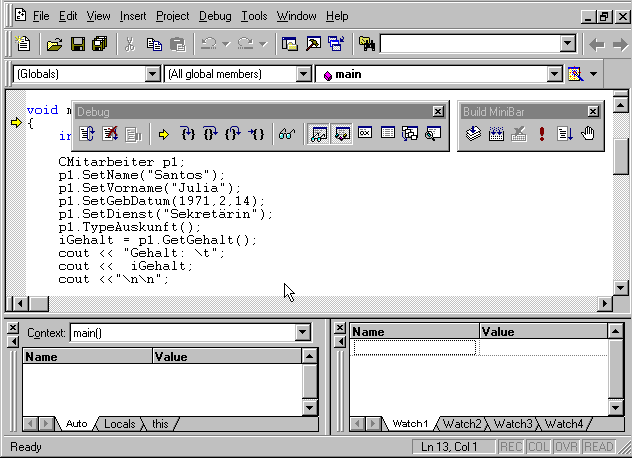 File Edit View Insert Project Debug Tools Window Help
(Globals) (All global members) main
void m
Debug
Build MiniBar
{
in
CMitarbeiter p1;
p1.SetName("Santos");
p1.SetVorname("Julia");
p1.SetGebDatum(1971,2,14);
p1.SetDienst("Sekretärin");
p1.TypeAuskunft();
iGehalt = p1.GetGehalt();
cout << "Gehalt: \t";
cout <<  iGehalt;
cout <<"\n\n";
Context: main()
Name Value
Auto Locals this
Name Value
Watch1 Watch2 Watch3 Watch4
Ready Ln 13, Col 1 REC COL OVR READ